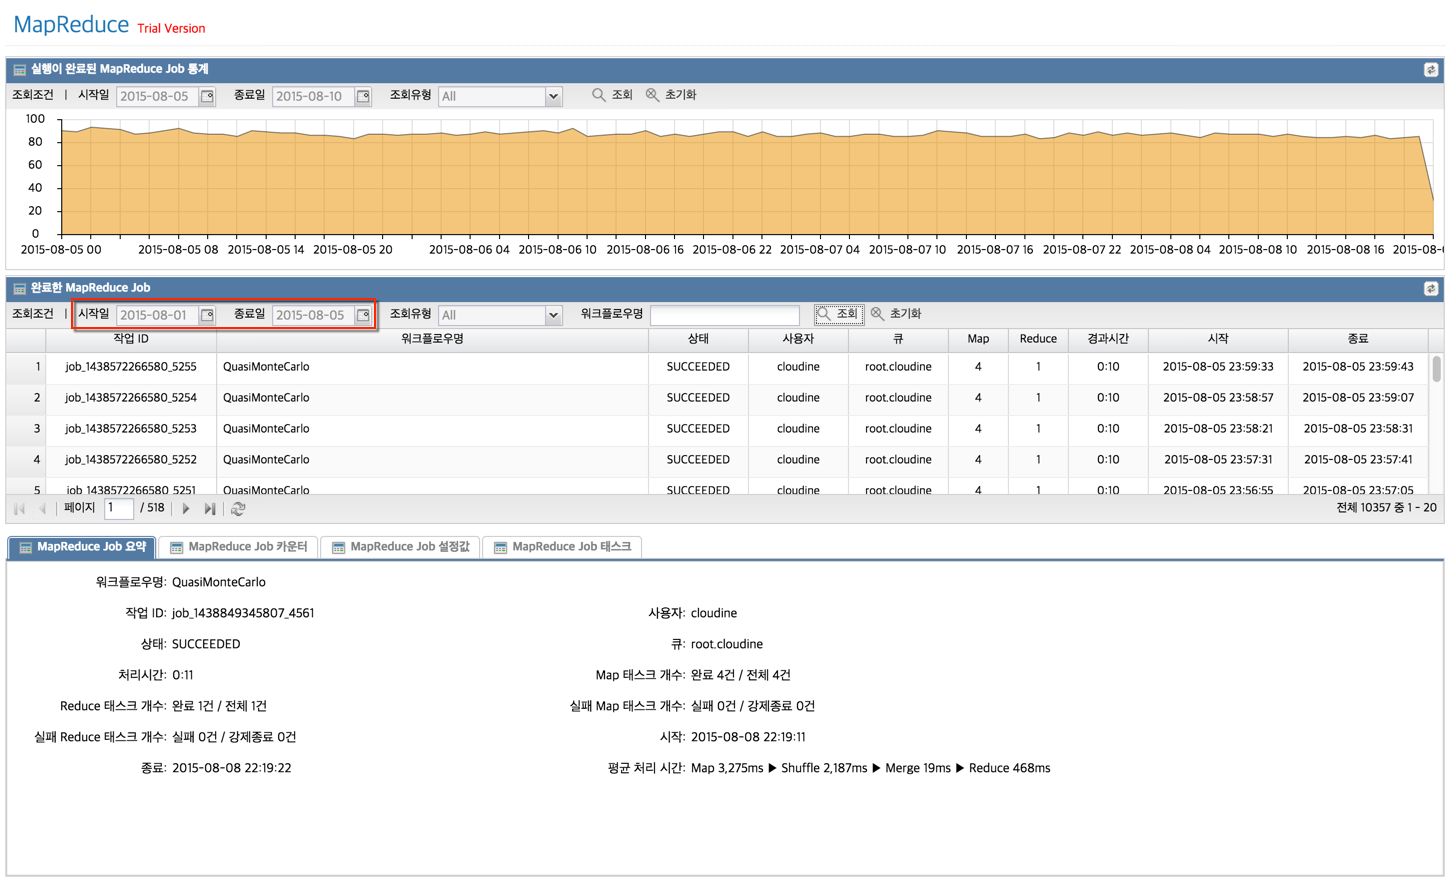 MapReduce Trial Version
실행이 완료된 MapReduce Job 통계
조회조건 | 시작일 2015-08-05 종료일 2015-08-10 조회유형 All 조회 초기화
100
80
60
40
20
0
2015-08-05 00 2015-08-05 08 2015-08-05 14 2015-08-05 20 2015-08-06 04 2015-08-06 10 2015-08-06 16 2015-08-06 22 2015-08-07 04 2015-08-07 10 2015-08-07 16 2015-08-07 22 2015-08-08 04 2015-08-08 10 2015-08-08 16 2015-08-
완료한 MapReduce Job
조회조건 | 시작일 2015-08-01 종료일 2015-08-05 조회유형 All 워크플로우명 조회 초기화
작업 ID 워크플로우명 상태 사용자 큐 Map Reduce 경과시간 시작 종료
1 job_1438572266580_5255 QuasiMonteCarlo SUCCEEDED cloudine root.cloudine 4 1 0:10 2015-08-05 23:59:33 2015-08-05 23:59:43
2 job_1438572266580_5254 QuasiMonteCarlo SUCCEEDED cloudine root.cloudine 4 1 0:10 2015-08-05 23:58:57 2015-08-05 23:59:07
3 job_1438572266580_5253 QuasiMonteCarlo SUCCEEDED cloudine root.cloudine 4 1 0:10 2015-08-05 23:58:21 2015-08-05 23:58:31
4 job_1438572266580_5252 QuasiMonteCarlo SUCCEEDED cloudine root.cloudine 4 1 0:10 2015-08-05 23:57:31 2015-08-05 23:57:41
5 job_1438572266580_5251 QuasiMonteCarlo SUCCEEDED cloudine root.cloudine 4 1 0:10 2015-08-05 23:56:55 2015-08-05 23:57:05
페이지 1 / 518 전체 10357 중 1 - 20
MapReduce Job 요약 MapReduce Job 카운터 MapReduce Job 설정값 MapReduce Job 태스크
워크플로우명: QuasiMonteCarlo
작업 ID: job_1438849345807_4561 사용자: cloudine
상태: SUCCEEDED 큐: root.cloudine
처리시간: 0:11 Map 태스크 개수: 완료 4건 / 전체 4건
Reduce 태스크 개수: 완료 1건 / 전체 1건 실패 Map 태스크 개수: 실패 0건 / 강제종료 0건
실패 Reduce 태스크 개수: 실패 0건 / 강제종료 0건 시작: 2015-08-08 22:19:11
종료: 2015-08-08 22:19:22 평균 처리 시간: Map 3,275ms ▶ Shuffle 2,187ms ▶ Merge 19ms ▶ Reduce 468ms